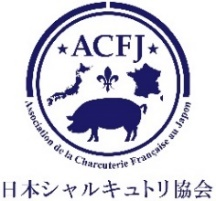 ACFJ
Association de la Charcuterie Française au Japon
日本シャルキュトリ協会